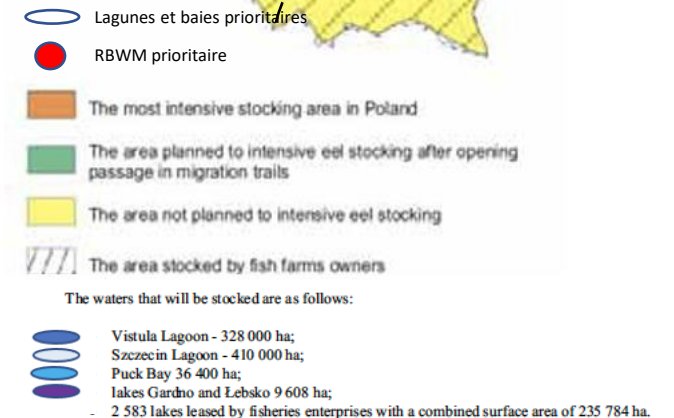 Lagunes et baies prioritaires
RBWM prioritaire
The most intensive stocking area in Poland
The area planned to intensive eel stocking after opening
passage in migration trails
The area not planned to intensive eel stocking
The area stocked by fish farms owners
The waters that will be stocked are as follows:
Vistula Lagoon - 328 000 ha;
Szczecin Lagoon - 410 000 ha;
Puck Bay 36 400 ha;
lakes Gardno and Łebsko 9 608 ha;
- 2 583 lakes leased by fisheries enterprises with a combined surface area of 235 784 ha.